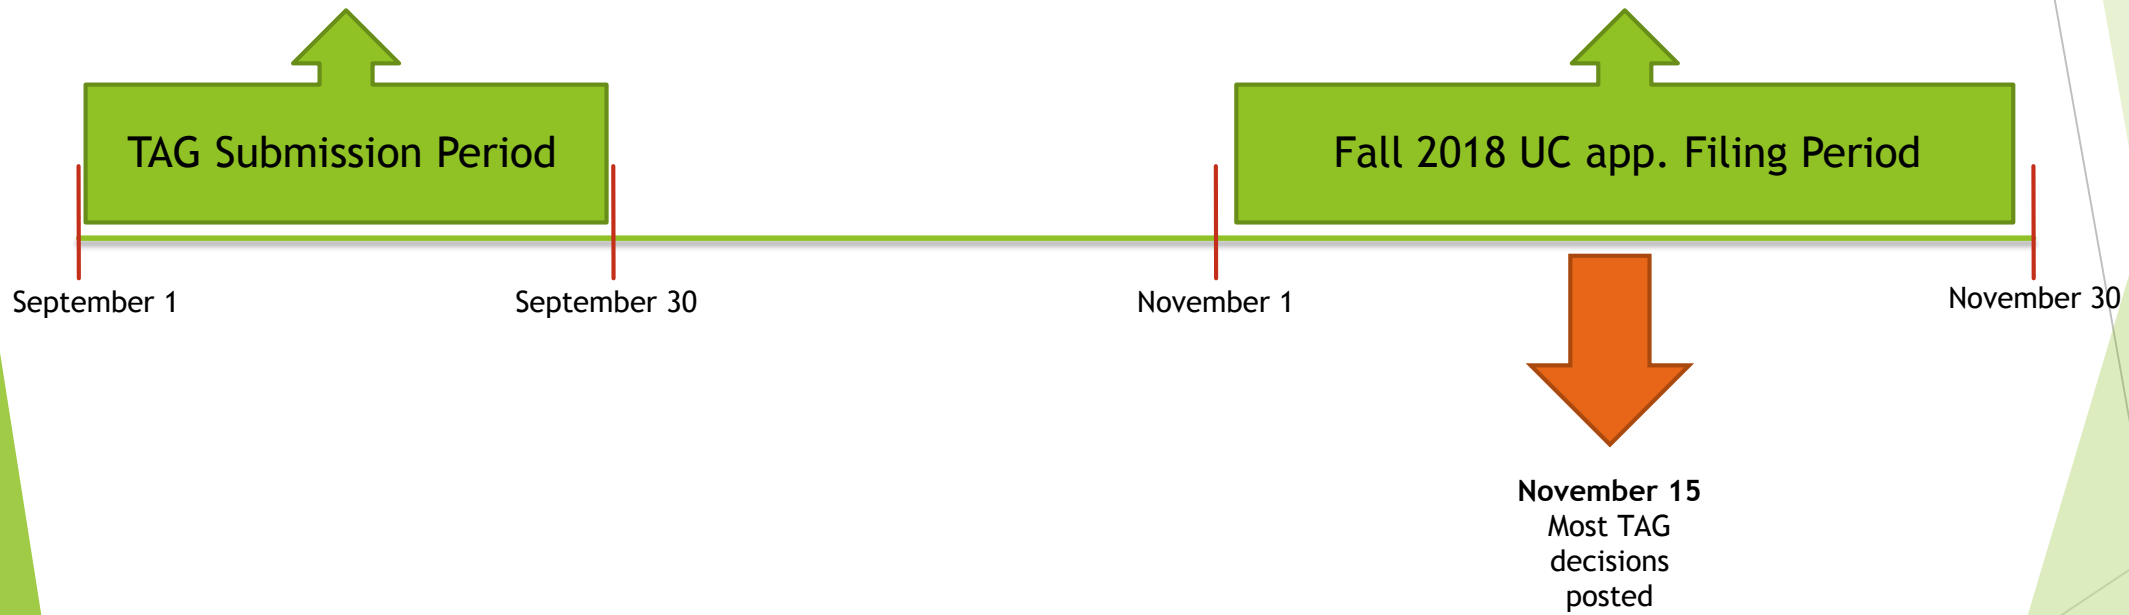 TAG Submission Period
Fall 2018 UC app. Filing Period
September 1
September 30
November 1
November 30
November 15
Most TAG
decisions
posted